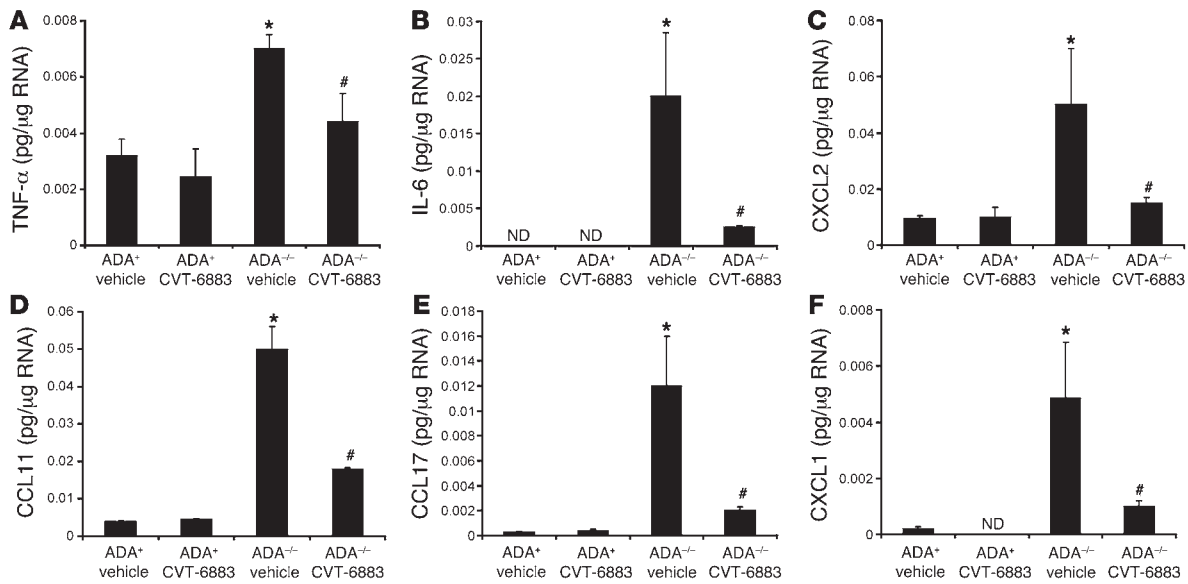 A
TNF-α (pg/μg RNA)
0.008
0.006
0.004
0.002
0
*
#
ADA⁺ vehicle
ADA⁺ CVT-6883
ADA⁻/⁻ vehicle
ADA⁻/⁻ CVT-6883
B
IL-6 (pg/μg RNA)
0.03
0.025
0.02
0.015
0.01
0.005
0
ND
ND
*
#
ADA⁺ vehicle
ADA⁺ CVT-6883
ADA⁻/⁻ vehicle
ADA⁻/⁻ CVT-6883
C
CXCL2 (pg/μg RNA)
0.08
0.06
0.04
0.02
0
*
#
ADA⁺ vehicle
ADA⁺ CVT-6883
ADA⁻/⁻ vehicle
ADA⁻/⁻ CVT-6883
D
CCL11 (pg/μg RNA)
0.06
0.05
0.04
0.03
0.02
0.01
0
*
#
ADA⁺ vehicle
ADA⁺ CVT-6883
ADA⁻/⁻ vehicle
ADA⁻/⁻ CVT-6883
E
CCL17 (pg/μg RNA)
0.018
0.016
0.014
0.012
0.01
0.008
0.006
0.004
0.002
0
*
#
ADA⁺ vehicle
ADA⁺ CVT-6883
ADA⁻/⁻ vehicle
ADA⁻/⁻ CVT-6883
F
CXCL1 (pg/μg RNA)
0.008
0.006
0.004
0.002
0
ND
*
#
ADA⁺ vehicle
ADA⁺ CVT-6883
ADA⁻/⁻ vehicle
ADA⁻/⁻ CVT-6883